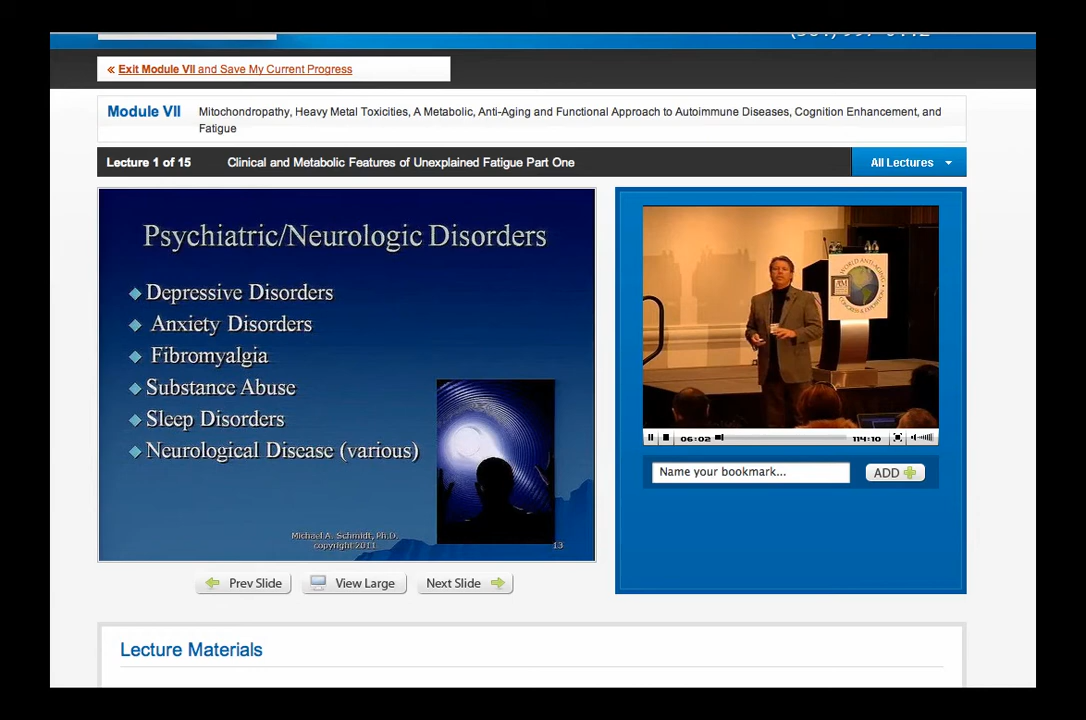 « Exit Module VII and Save My Current Progress
Module VII
Mitochondropathy, Heavy Metal Toxicities, A Metabolic, Anti-Aging and Functional Approach to Autoimmune Diseases, Cognition Enhancement, and
Fatigue
Lecture 1 of 15
Clinical and Metabolic Features of Unexplained Fatigue Part One
All Lectures
Psychiatric/Neurologic Disorders
Depressive Disorders
Anxiety Disorders
Fibromyalgia
Substance Abuse
Sleep Disorders
Neurological Disease (various)
Michael A. Schmidt, Ph.D.
copyright 2011
13
WORLD ANTI-AGING
06:02
114:10
Name your bookmark...
ADD
Prev Slide
View Large
Next Slide
Lecture Materials